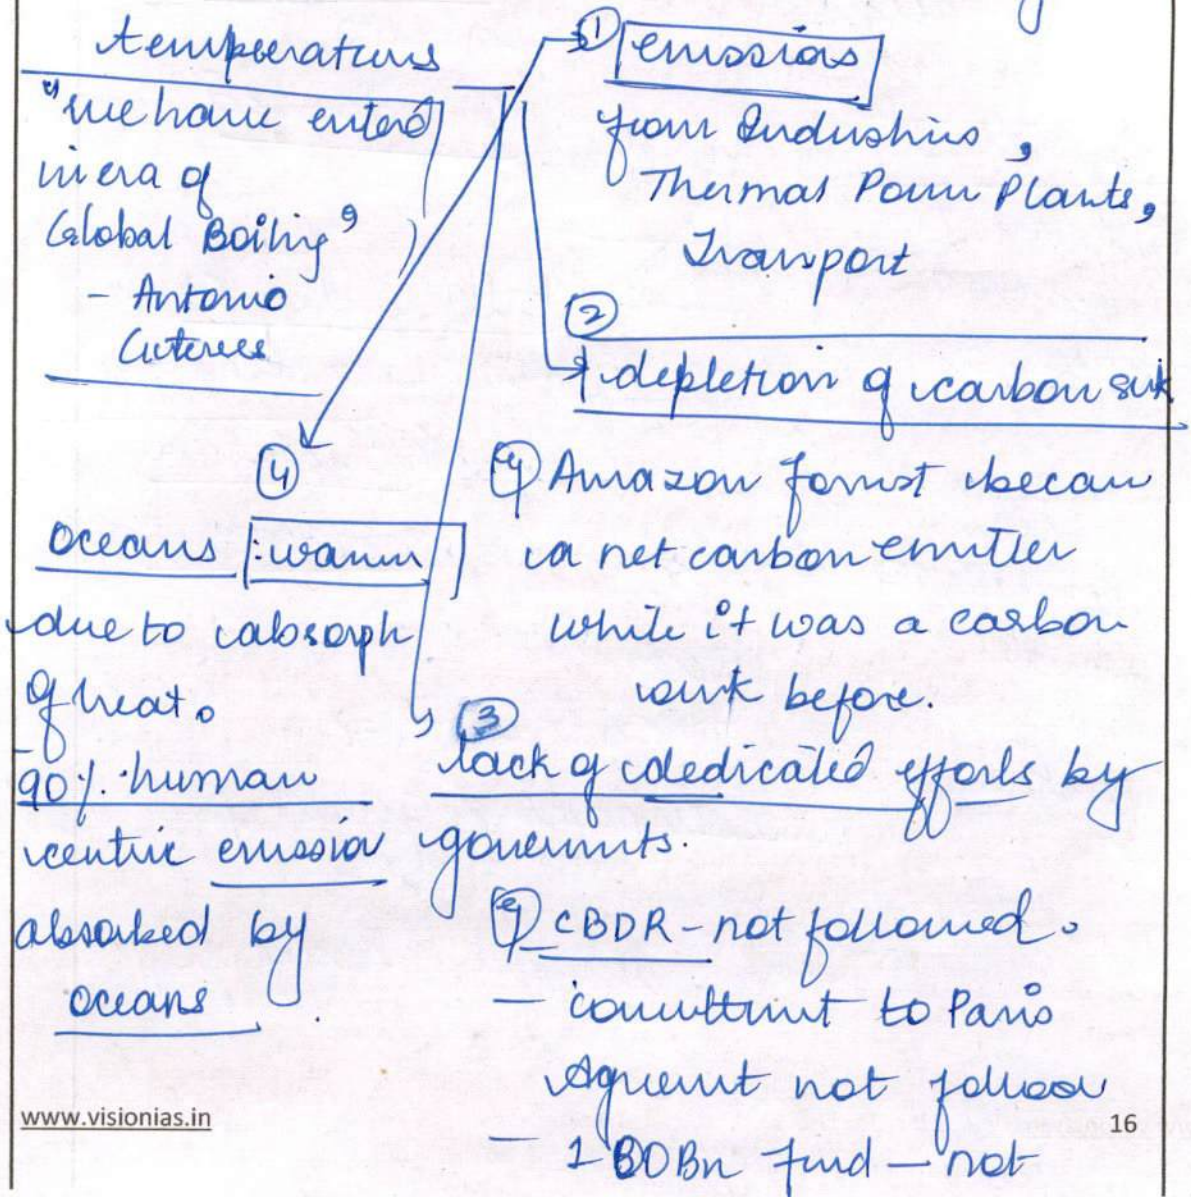 temperatures
"we have entered
in era of
Global Boiling"
- Antonio
Guterres
① emissions
from Industries,
Thermal Power Plants,
Transport
②
depletion of carbon sink
eg Amazon forest became
a net carbon emitter
while it was a carbon
sink before.
③
lack of dedicated efforts by
governments.
eg CBDR - not followed.
- commitment to Paris
Agreement not follow
- 1 BOBn fund - not
④
oceans : warm
due to absorph
of heat.
- 90% human
centric emission
absorbed by
oceans.
www.visionias.in
16